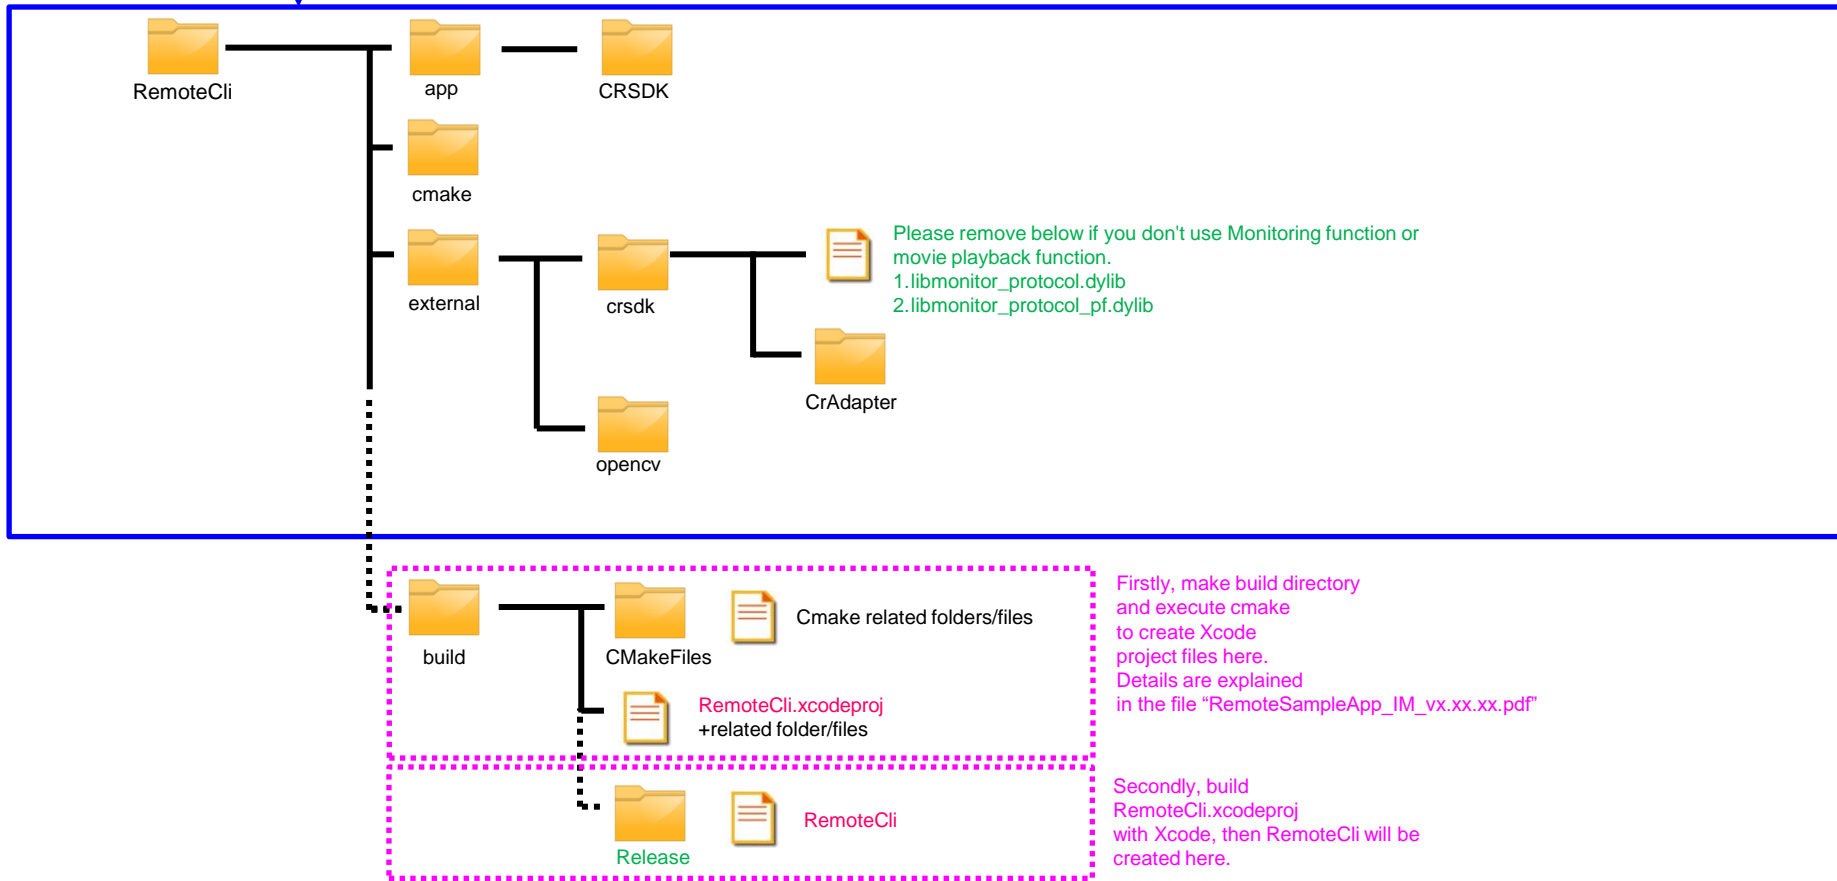 RemoteCli
app
CRSDK
cmake
external
crsdk
Please remove below if you don't use Monitoring function or
movie playback function.
1.libmonitor_protocol.dylib
2.libmonitor_protocol_pf.dylib
CrAdapter
opencv
build
CMakeFiles
Cmake related folders/files
RemoteCli.xcodeproj
+related folder/files
Firstly, make build directory
and execute cmake
to create Xcode
project files here.
Details are explained
in the file “RemoteSampleApp_IM_vx.xx.xx.pdf”
Release
RemoteCli
Secondly, build
RemoteCli.xcodeproj
with Xcode, then RemoteCli will be
created here.